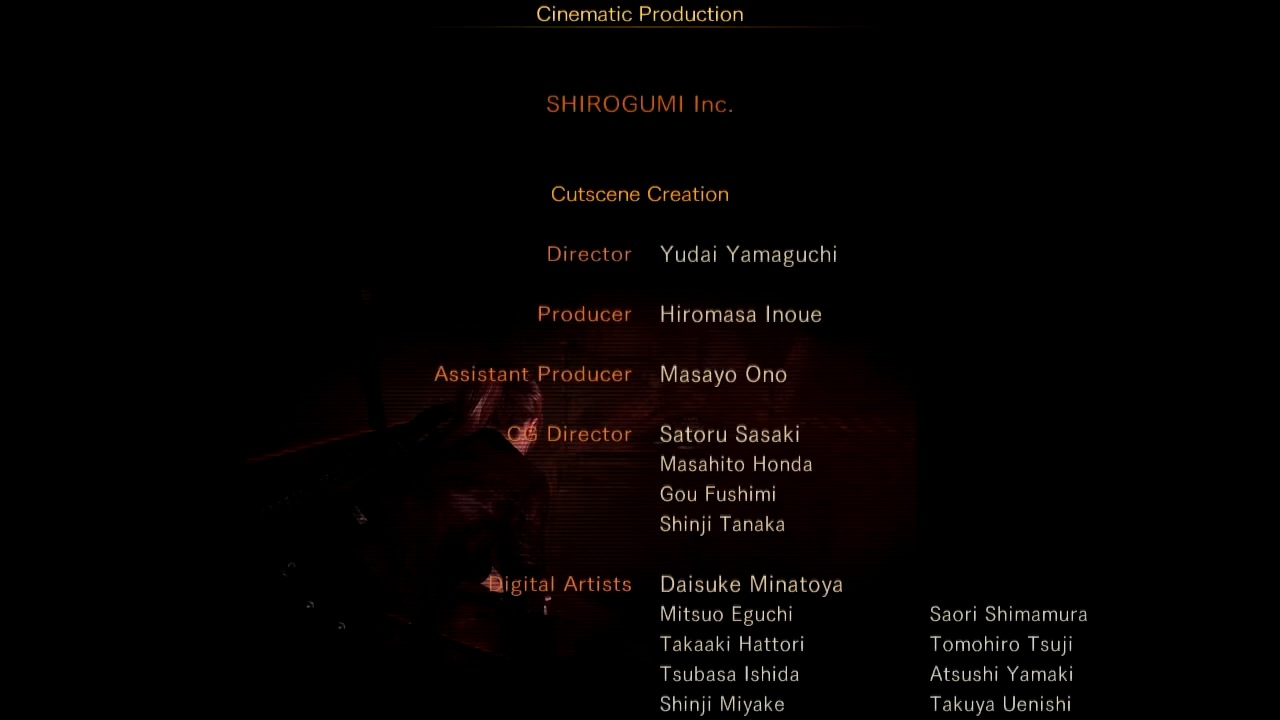 Cinematic Production
SHIROGUMI Inc.
Cutscene Creation
Director Yudai Yamaguchi
Producer Hiromasa Inoue
Assistant Producer Masayo Ono
CG Director Satoru Sasaki
Masahito Honda
Gou Fushimi
Shinji Tanaka
Digital Artists Daisuke Minatoya
Mitsuo Eguchi Saori Shimamura
Takaaki Hattori Tomohiro Tsuji
Tsubasa Ishida Atsushi Yamaki
Shinji Miyake Takuya Uenishi